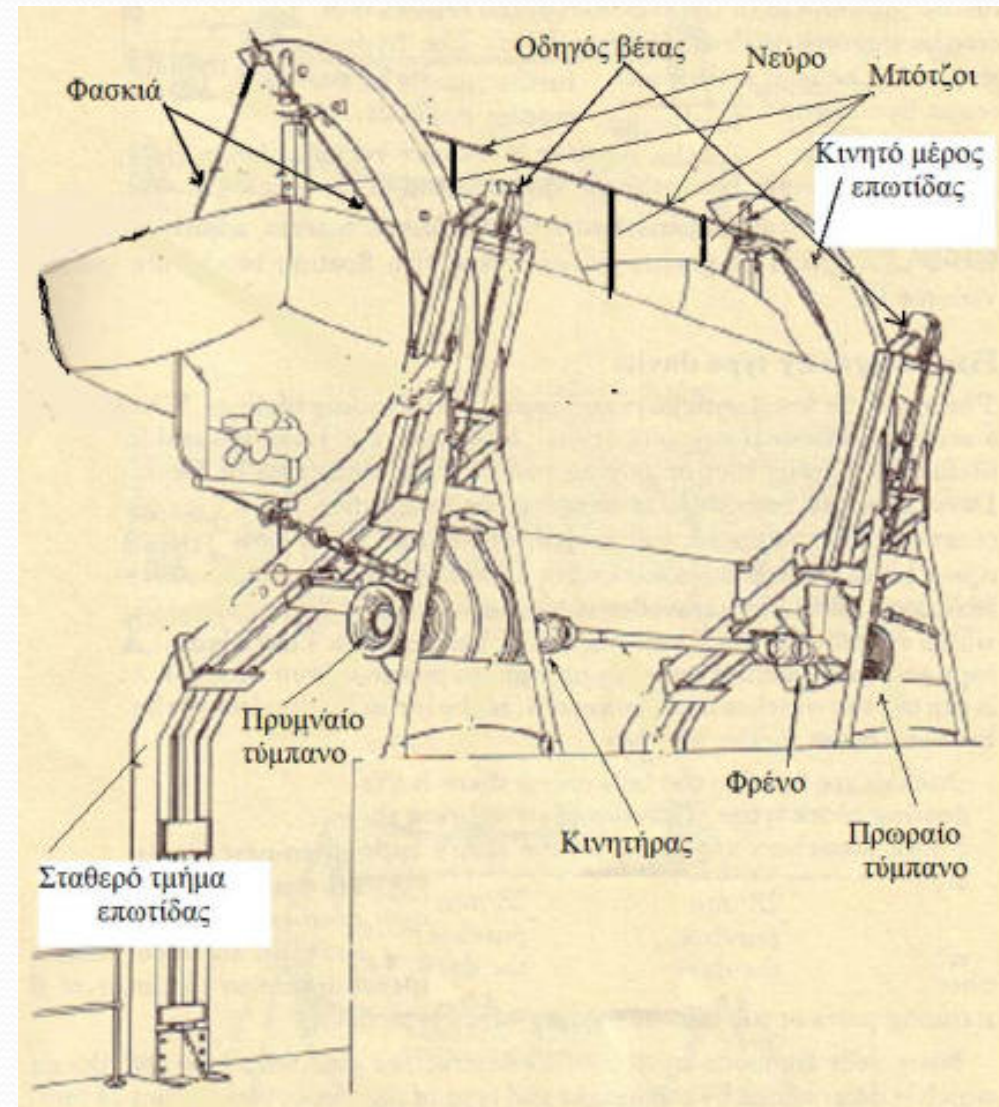 Οδηγός βέτας
Νεύρο
Μπότζοι
Φασκιά
Κινητό μέρος
επωτίδας
Πρυμναίο
τύμπανο
Φρένο
Κινητήρας
Πρωραίο
τύμπανο
Σταθερό τμήμα
επωτίδας